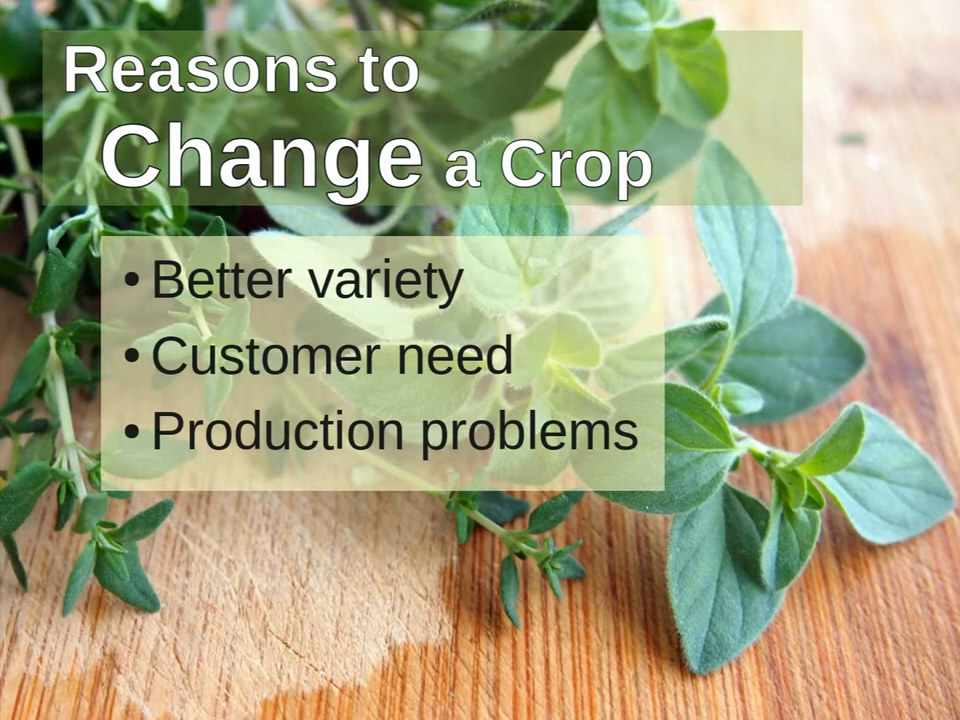 Reasons to
Change a Crop
• Better variety
• Customer need
• Production problems